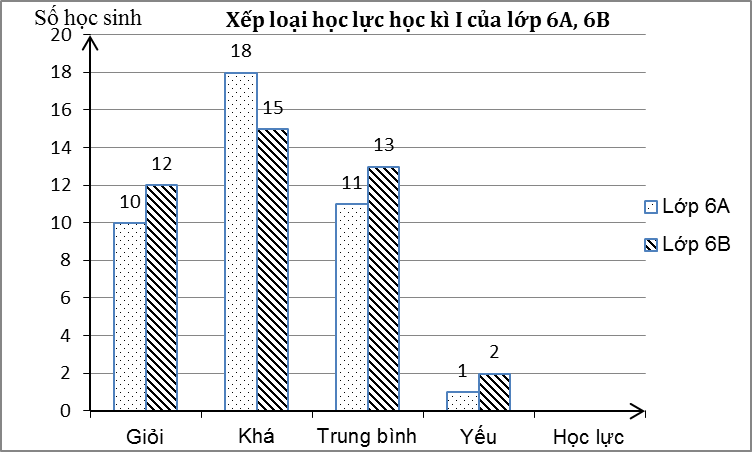 Số học sinh
Xếp loại học lực học kì I của lớp 6A, 6B
20
18
16
14
12
10
8
6
4
2
0
10
12
18
15
11
13
1
2
Giỏi
Khá
Trung bình
Yếu
Học lực
Lớp 6A
Lớp 6B